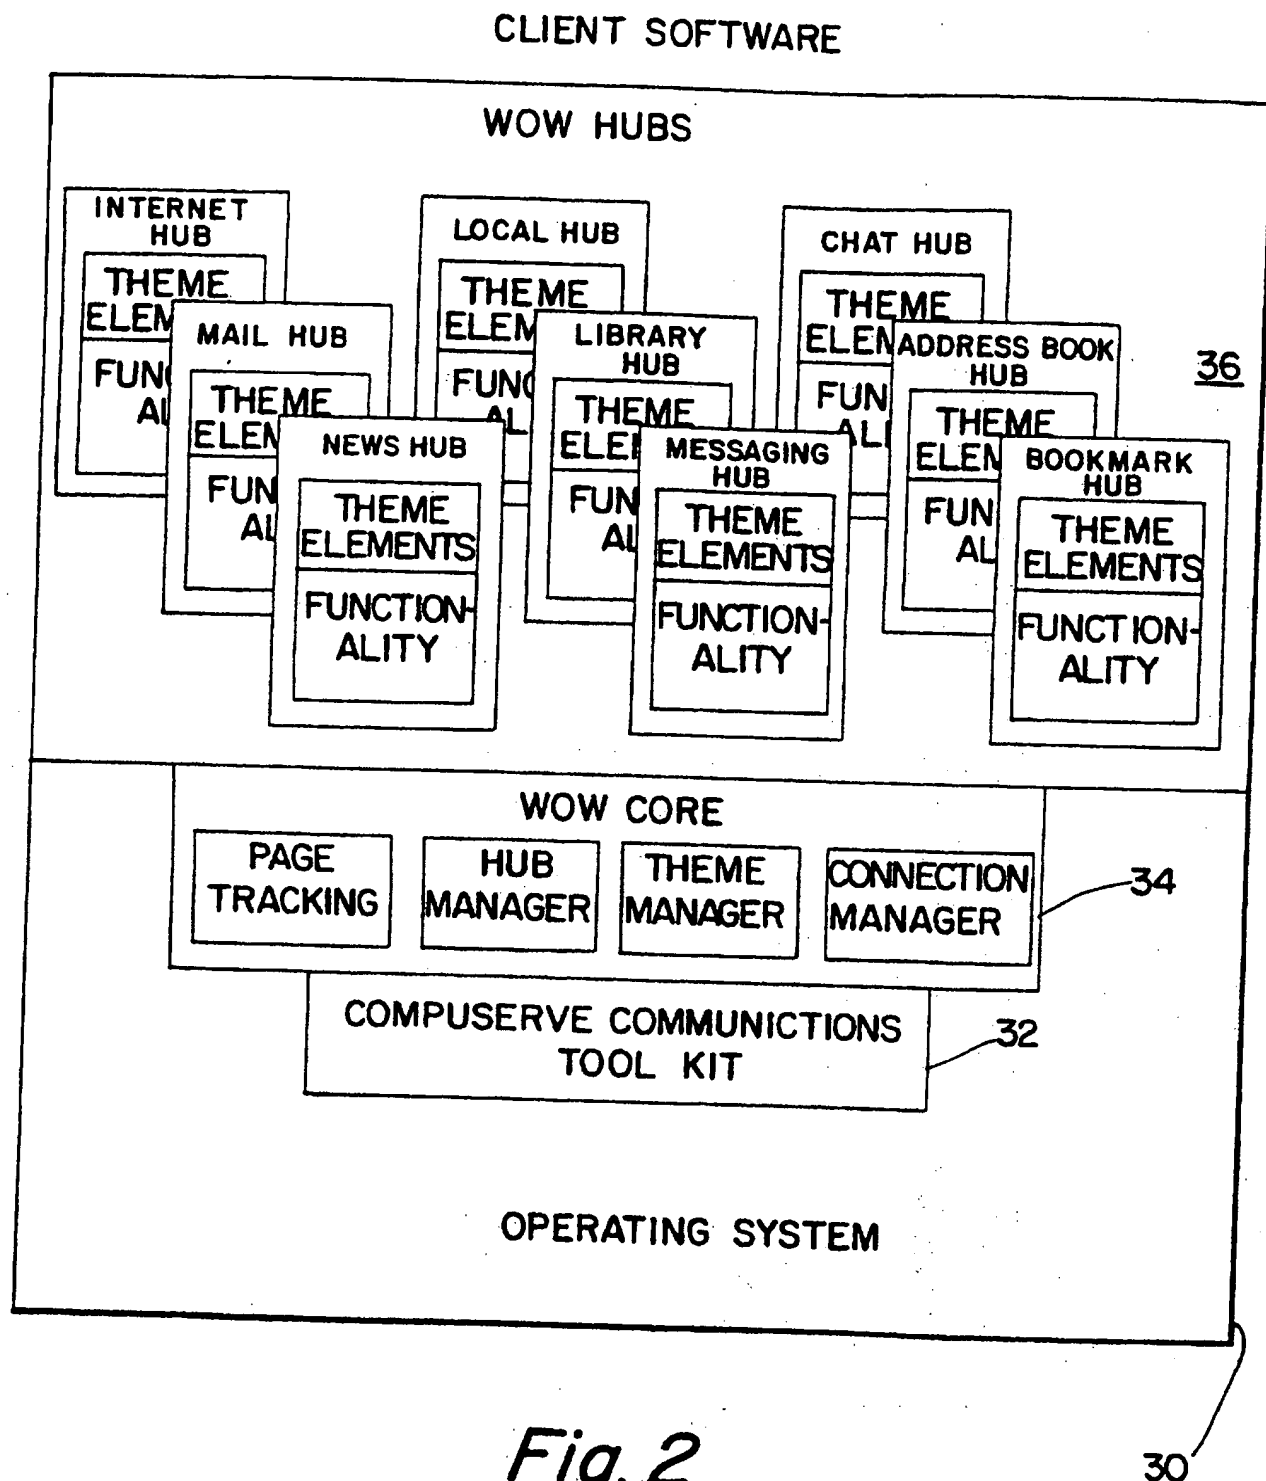 CLIENT SOFTWARE
WOW HUBS
INTERNET
HUB
THEME
ELEM
FUNC
AL
MAIL HUB
THEME
ELEM
FUN
AL
NEWS HUB
THEME
ELEMENTS
FUNCTION-
ALITY
LOCAL HUB
THEME
ELEM
FUNC
AL
LIBRARY
HUB
THEME
ELE
FUN
AL
MESSAGING
HUB
THEME
ELEMENTS
FUNCTION-
ALITY
CHAT HUB
THEME
ELEN
FUN
ALI
ADDRESS BOOK
HUB
THEME
ELEM
FUN
AL
BOOKMARK
HUB
THEME
ELEMENTS
FUNCTION-
ALITY
36
WOW CORE
PAGE
TRACKING
HUB
MANAGER
THEME
MANAGER
CONNECTION
MANAGER
34
COMPUSERVE COMMUNICTIONS
TOOL KIT
32
OPERATING SYSTEM
30
Fig. 2